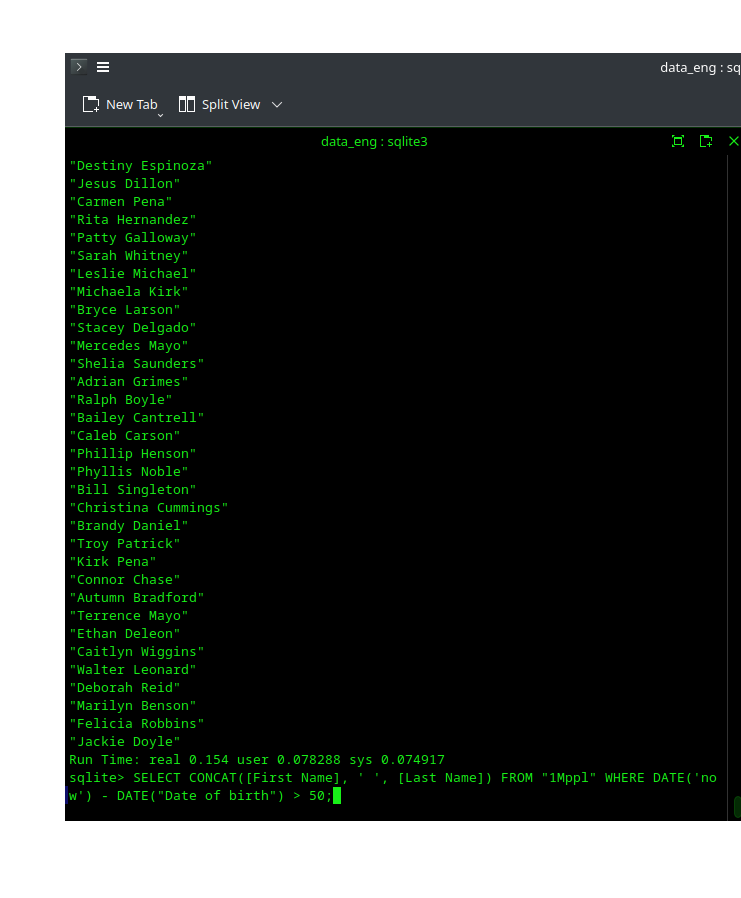 data_eng : sq
New Tab Split View
data_eng : sqlite3
"Destiny Espinoza"
"Jesus Dillon"
"Carmen Pena"
"Rita Hernandez"
"Patty Galloway"
"Sarah Whitney"
"Leslie Michael"
"Michaela Kirk"
"Bryce Larson"
"Stacey Delgado"
"Mercedes Mayo"
"Shelia Saunders"
"Adrian Grimes"
"Ralph Boyle"
"Bailey Cantrell"
"Caleb Carson"
"Phillip Henson"
"Phyllis Noble"
"Bill Singleton"
"Christina Cummings"
"Brandy Daniel"
"Troy Patrick"
"Kirk Pena"
"Connor Chase"
"Autumn Bradford"
"Terrence Mayo"
"Ethan Deleon"
"Caitlyn Wiggins"
"Walter Leonard"
"Deborah Reid"
"Marilyn Benson"
"Felicia Robbins"
"Jackie Doyle"
Run Time: real 0.154 user 0.078288 sys 0.074917
sqlite> SELECT CONCAT([First Name], ' ', [Last Name]) FROM "1Mppl" WHERE DATE('no
w') - DATE("Date of birth") > 50;